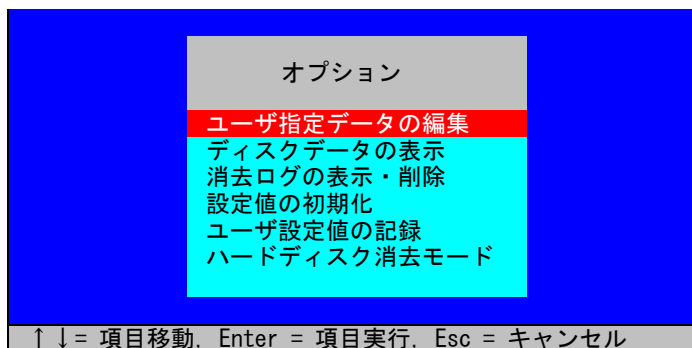 オプション
ユーザ指定データの編集
ディスクデータの表示
消去ログの表示・削除
設定値の初期化
ユーザ設定値の記録
ハードディスク消去モード
↑↓= 項目移動, Enter = 項目実行, Esc = キャンセル